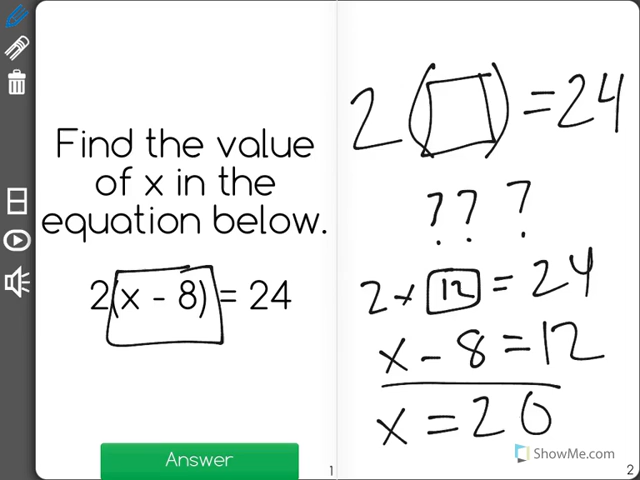 Find the value
of x in the
equation below.
2(x - 8) = 24
Answer
1
2(□) = 24
? ? ?
2 × 12 = 24
x - 8 = 12
x = 20
ShowMe.com
2